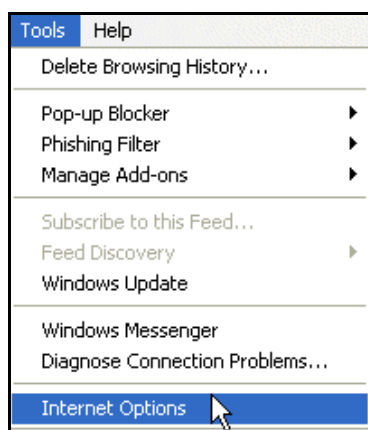 Tools Help
Delete Browsing History...
Pop-up Blocker
Phishing Filter
Manage Add-ons
Subscribe to this Feed...
Feed Discovery
Windows Update
Windows Messenger
Diagnose Connection Problems...
Internet Options